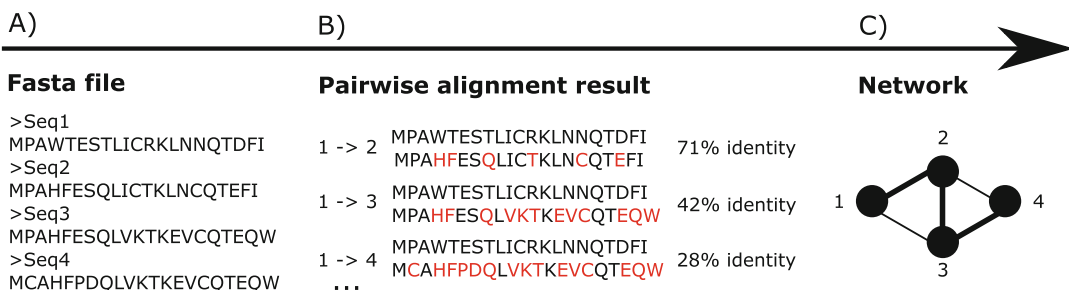 A)
B)
C)
Fasta file
Pairwise alignment result
Network
>Seq1
MPAWTESTLICRKLNNQTDFI
>Seq2
MPAHFESQLICTKLNCQTEFI
>Seq3
MPAHFESQLVKTKEVCQTEQW
>Seq4
MCAHFPDQLVKTKEVCQTEQW
1 -> 2
MPAWTESTLICRKLNNQTDFI
MPAHFESQLICTKLNCQTEFI
71% identity
1 -> 3
MPAWTESTLICRKLNNQTDFI
MPAHFESQLVKTKEVCQTEQW
42% identity
1 -> 4
MPAWTESTLICRKLNNQTDFI
MCAHFPDQLVKTKEVCQTEQW
28% identity
...
2
1
4
3